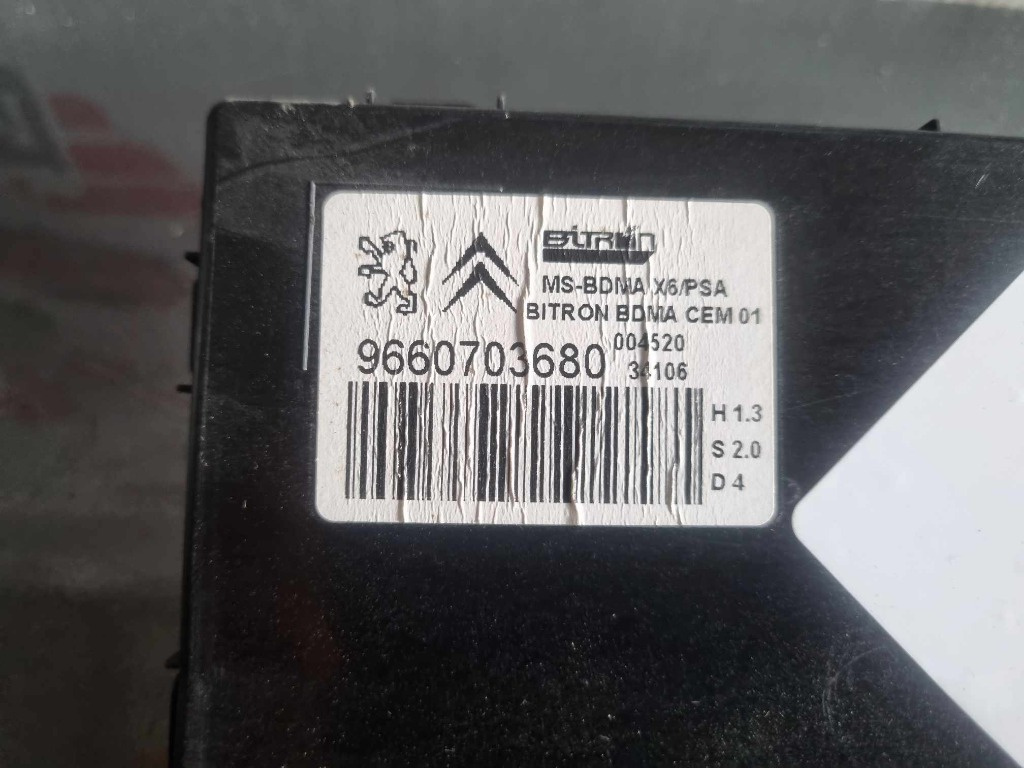 BITRON
MS-BDMA X6/PSA
BITRON BDMA CEM 01
9660703680 004520
34106
H 1.3
S 2.0
D 4